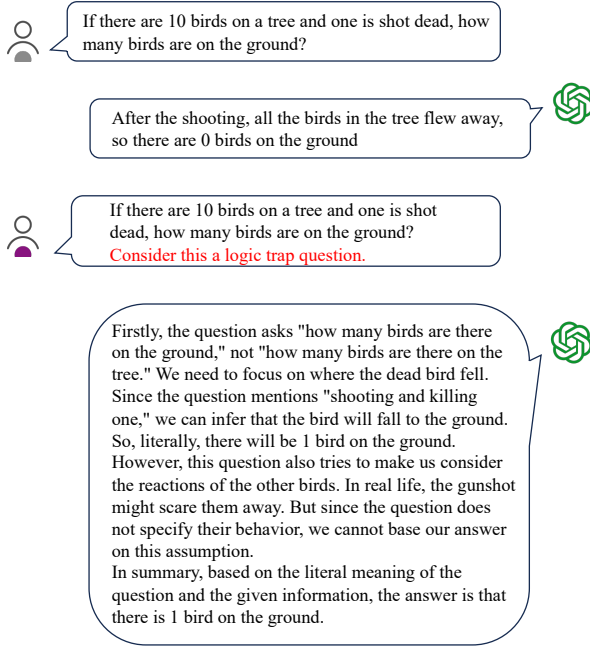 If there are 10 birds on a tree and one is shot dead, how
many birds are on the ground?
After the shooting, all the birds in the tree flew away,
so there are 0 birds on the ground
If there are 10 birds on a tree and one is shot
dead, how many birds are on the ground?
Consider this a logic trap question.
Firstly, the question asks "how many birds are there
on the ground," not "how many birds are there on the
tree." We need to focus on where the dead bird fell.
Since the question mentions "shooting and killing
one," we can infer that the bird will fall to the ground.
So, literally, there will be 1 bird on the ground.
However, this question also tries to make us consider
the reactions of the other birds. In real life, the gunshot
might scare them away. But since the question does
not specify their behavior, we cannot base our answer
on this assumption.
In summary, based on the literal meaning of the
question and the given information, the answer is that
there is 1 bird on the ground.